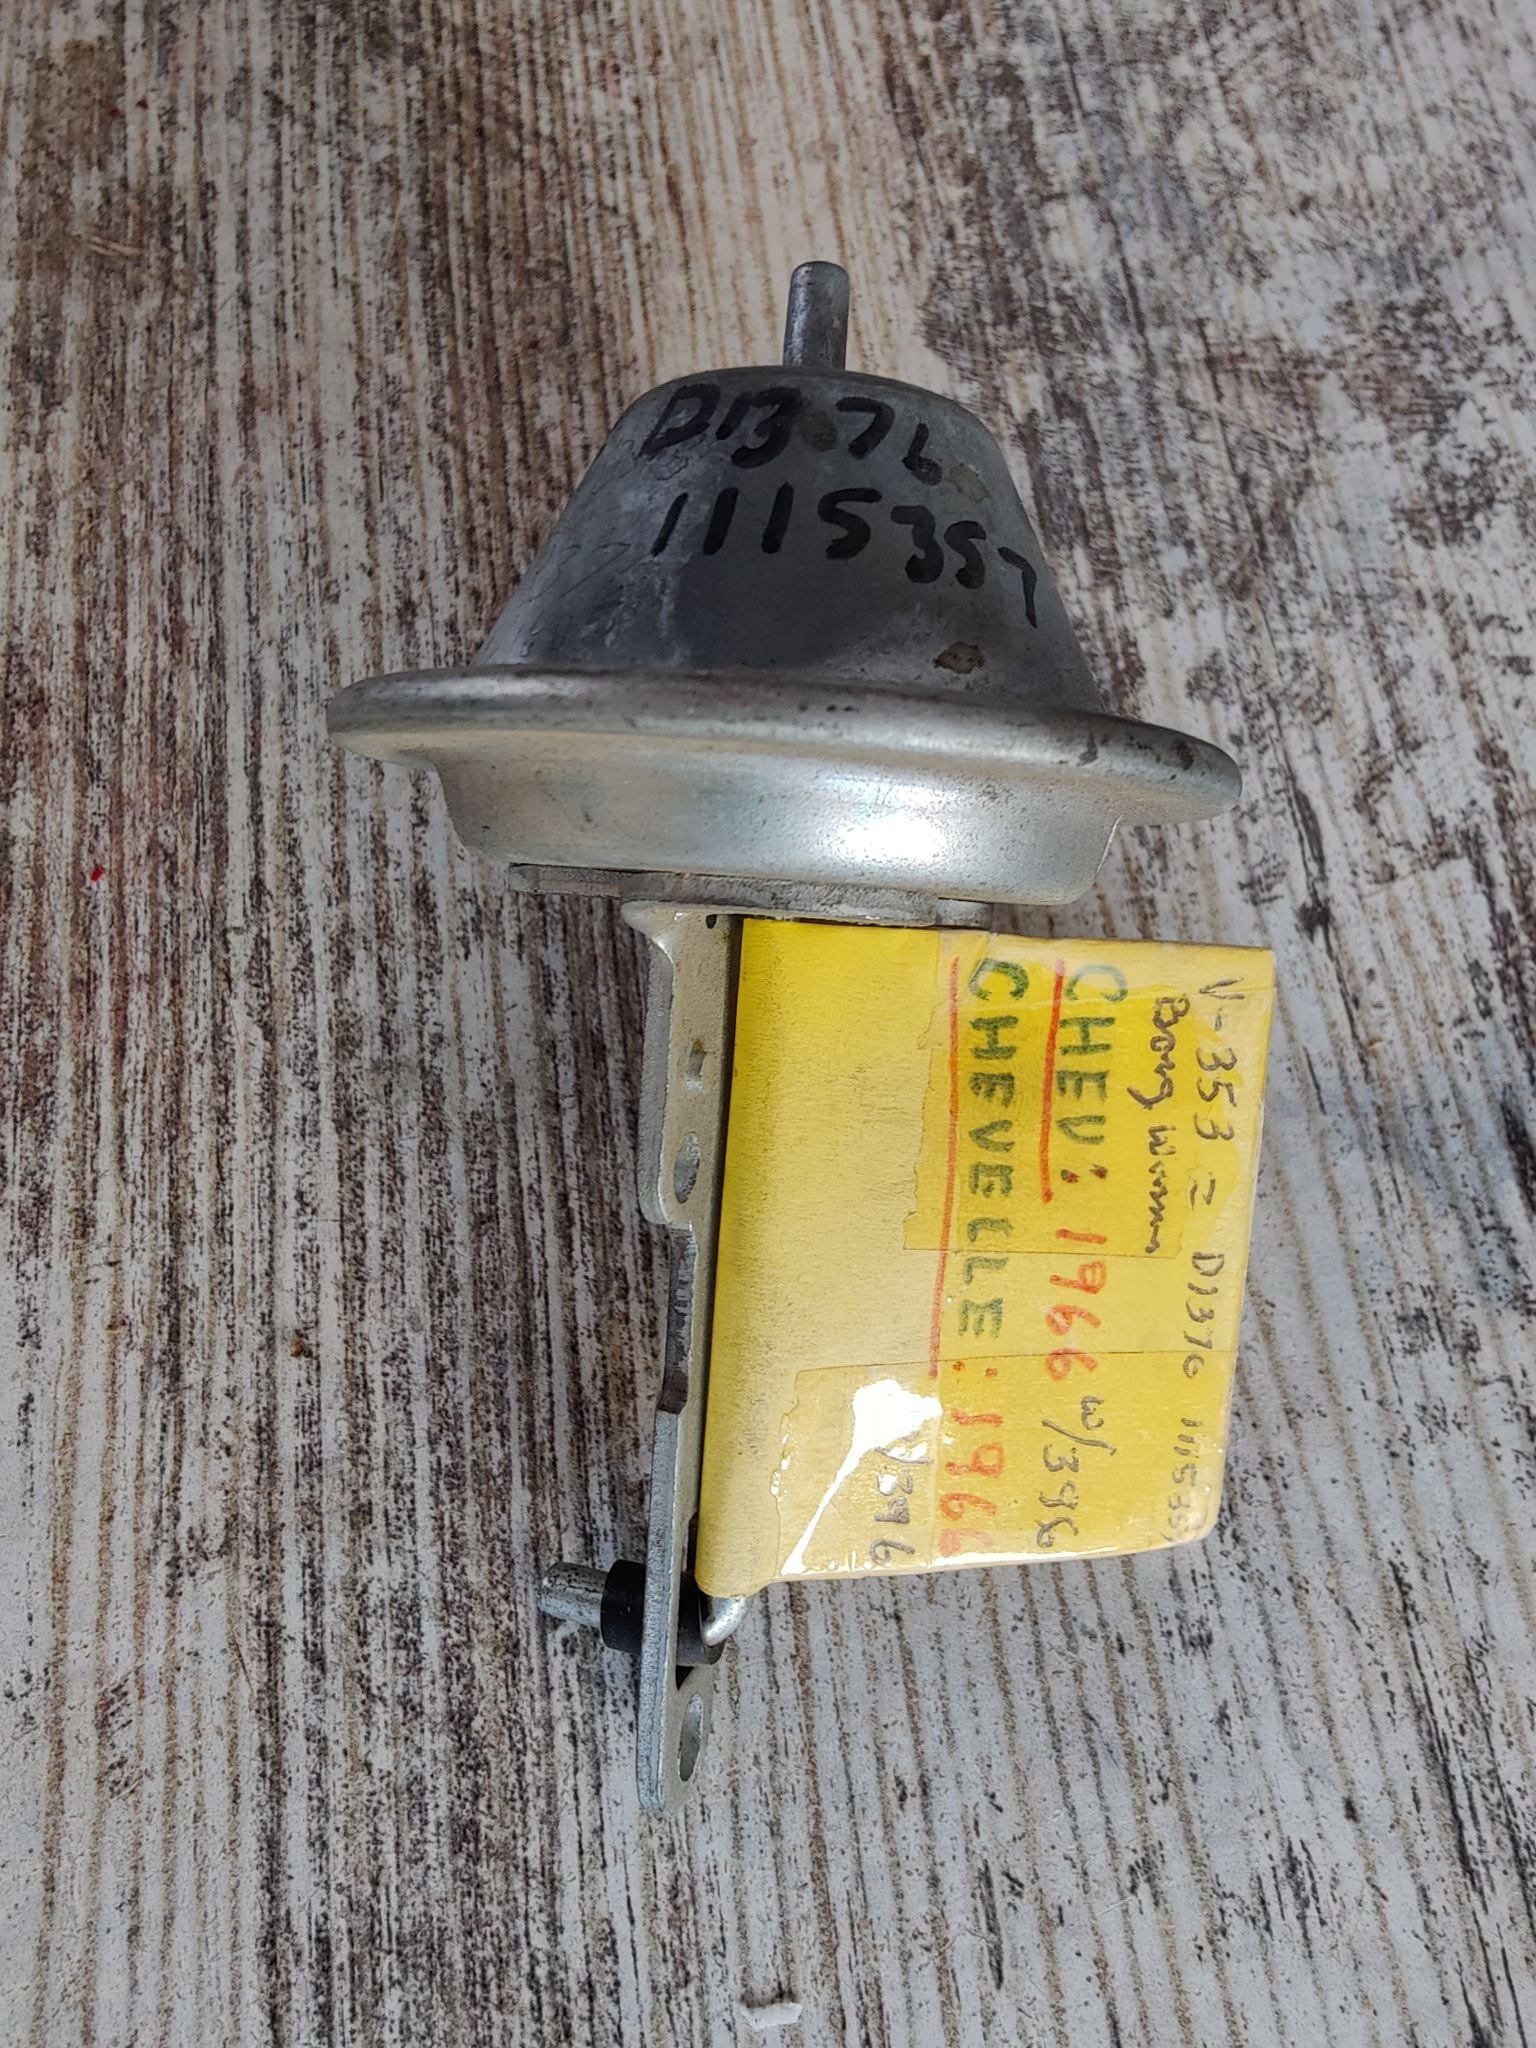 D1376
1115357
V-353 = D1376 1115357
Borg Warner
CHEV: 1966 w/396
CHEVELLE: 1966
w/396